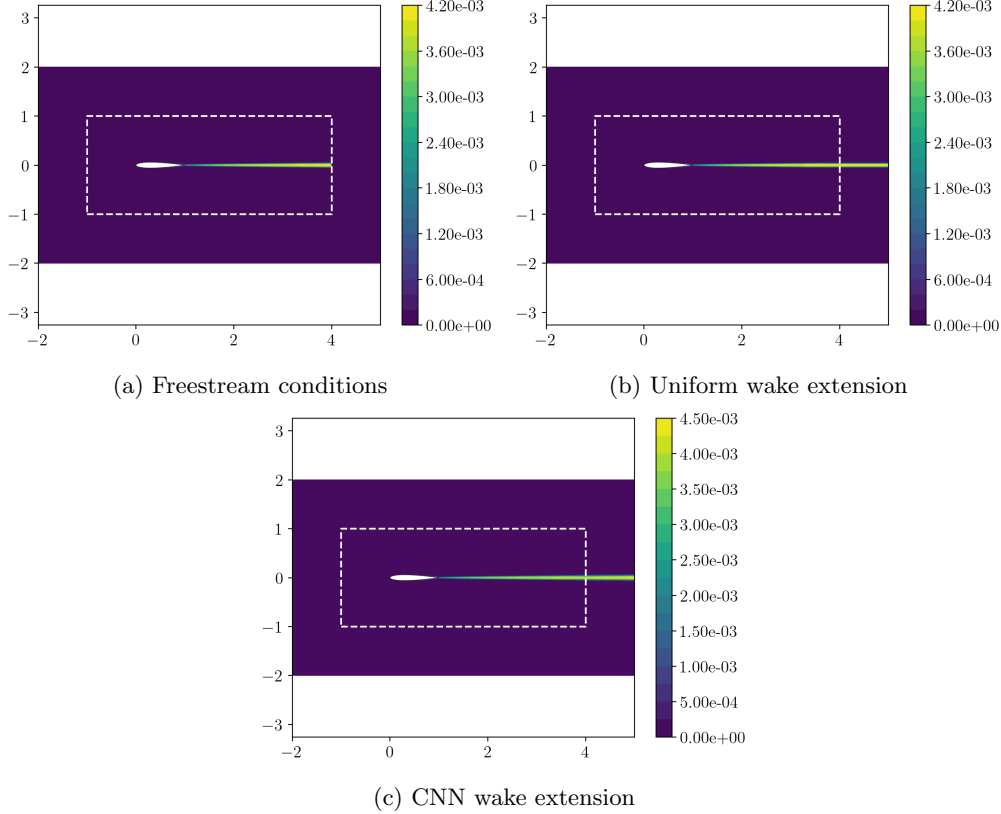 3
2
1
0
−1
−2
−3
−2
0
2
4
4.20e-03
3.60e-03
3.00e-03
2.40e-03
1.80e-03
1.20e-03
6.00e-04
0.00e+00
(a) Freestream conditions
3
2
1
0
−1
−2
−3
−2
0
2
4
4.20e-03
3.60e-03
3.00e-03
2.40e-03
1.80e-03
1.20e-03
6.00e-04
0.00e+00
(b) Uniform wake extension
3
2
1
0
−1
−2
−3
−2
0
2
4
4.50e-03
4.00e-03
3.50e-03
3.00e-03
2.50e-03
2.00e-03
1.50e-03
1.00e-03
5.00e-04
0.00e+00
(c) CNN wake extension